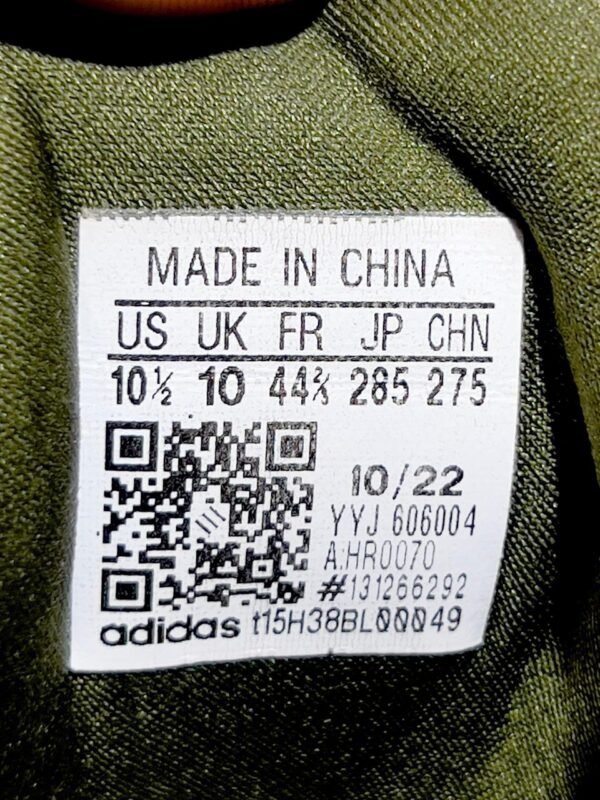 MADE IN CHINA
US UK FR JP CHN
10½ 10 44⅔ 285 275
10/22
YYJ 606004
A:HR0070
#131266292
adidas t15H38BL00049